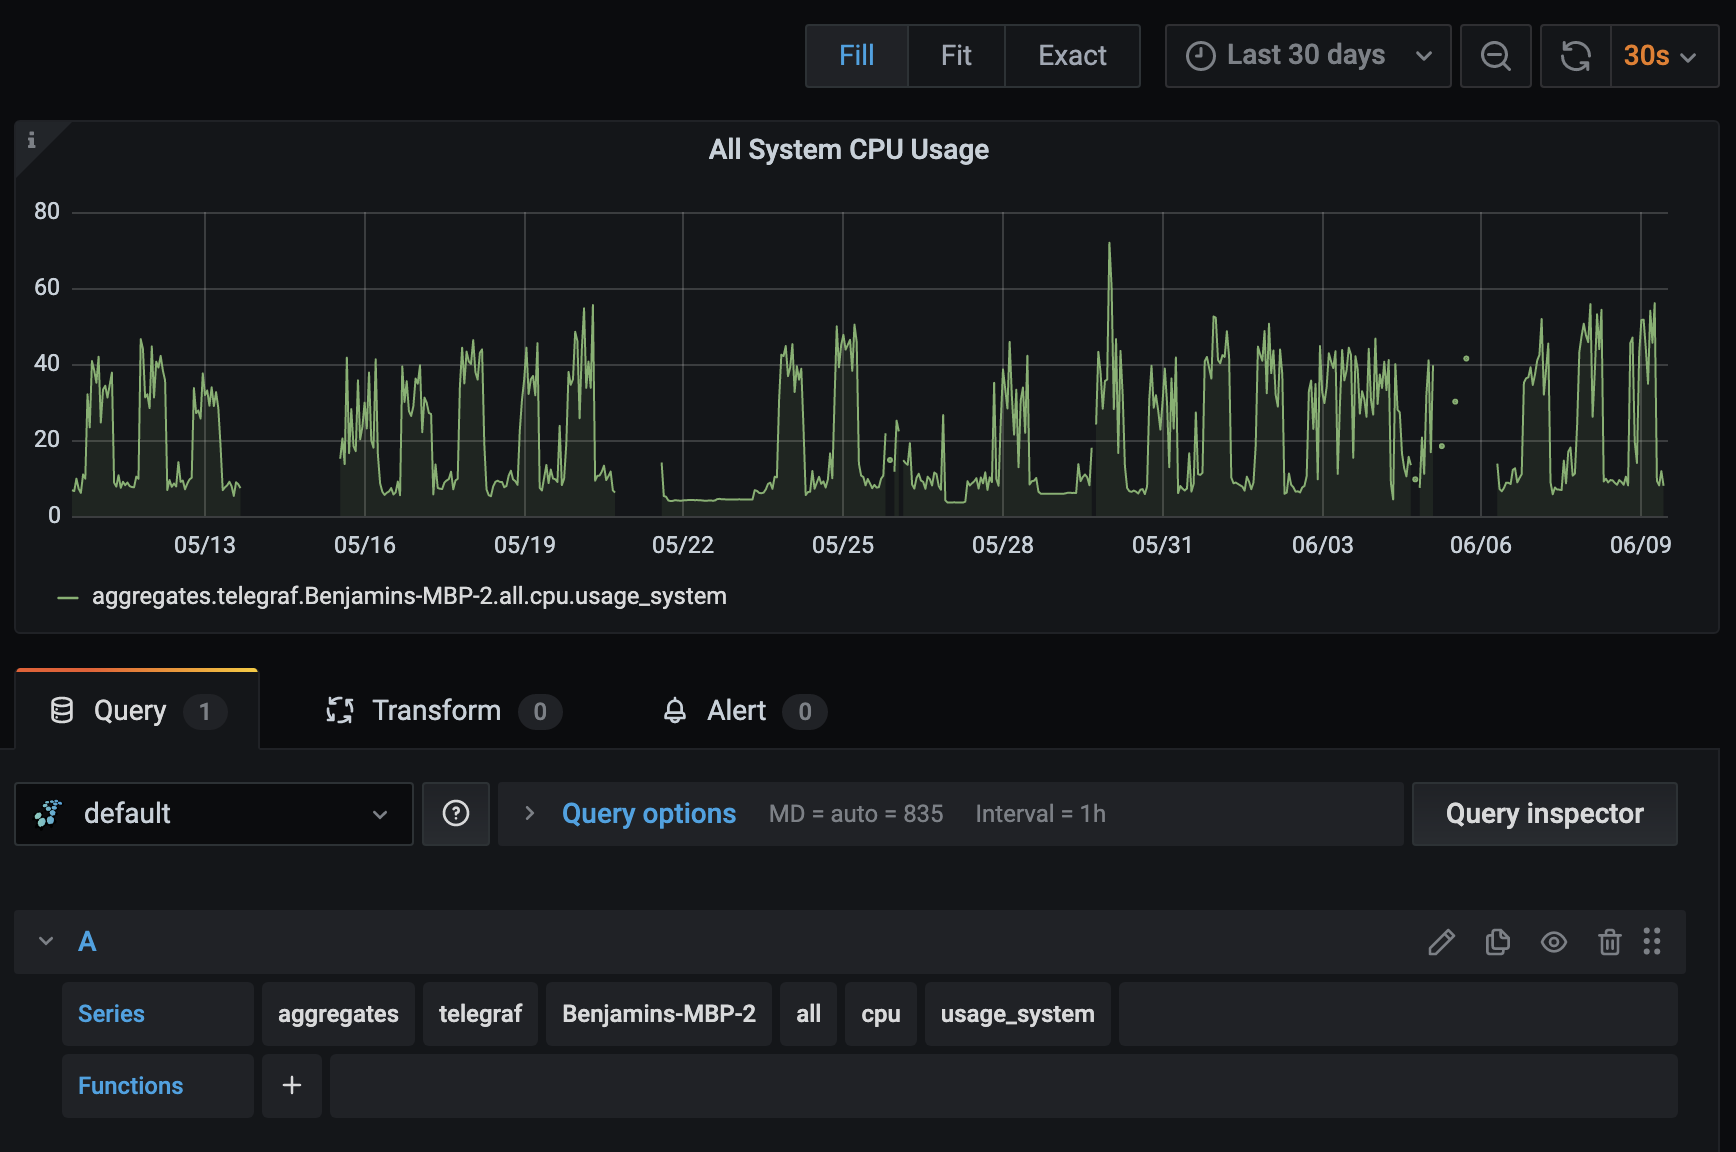 Fill Fit Exact Last 30 days 30s
i
All System CPU Usage
80
60
40
20
0
05/13 05/16 05/19 05/22 05/25 05/28 05/31 06/03 06/06 06/09
aggregates.telegraf.Benjamins-MBP-2.all.cpu.usage_system
Query 1 Transform 0 Alert 0
default ? Query options MD = auto = 835 Interval = 1h Query inspector
A
Series aggregates telegraf Benjamins-MBP-2 all cpu usage_system
Functions +